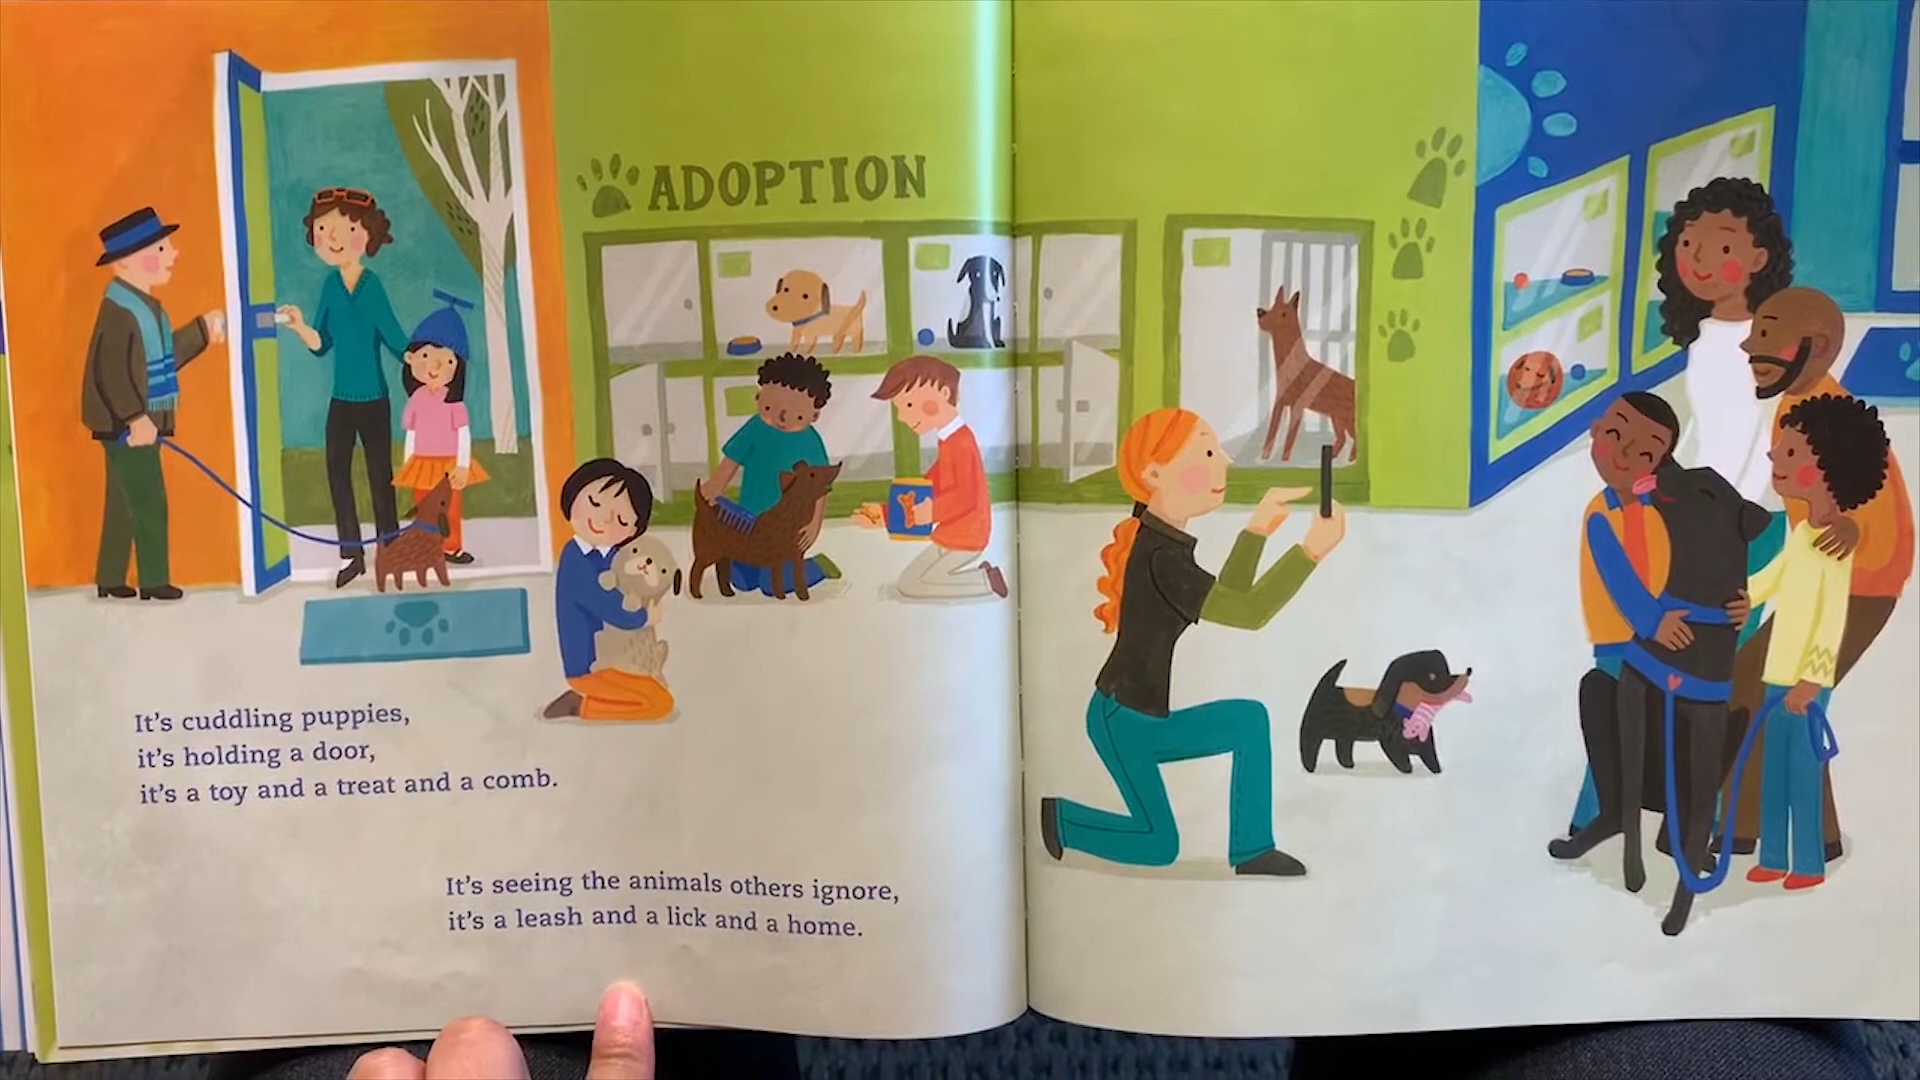 ADOPTION
It's cuddling puppies,
it's holding a door,
it's a toy and a treat and a comb.
It's seeing the animals others ignore,
it's a leash and a lick and a home.